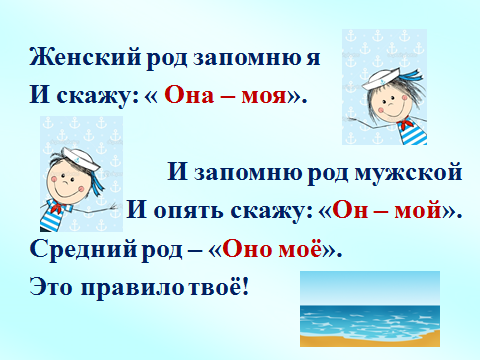 Женский род запомню я
И скажу: « Она – моя».
И запомню род мужской
И опять скажу: «Он – мой».
Средний род – «Оно моё».
Это правило твоё!